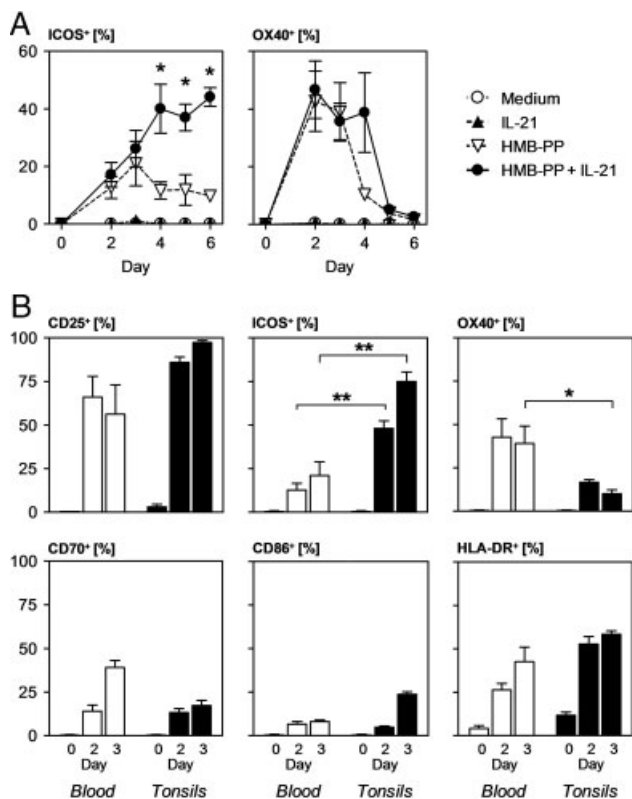 A
ICOS⁺ [%]
OX40⁺ [%]
60
40
20
0
* * *
0 2 4 6
0 2 4 6
Day
Day
Medium
IL-21
HMB-PP
HMB-PP + IL-21
B
CD25⁺ [%]
ICOS⁺ [%]
OX40⁺ [%]
100
75
50
25
0
**
**
*
CD70⁺ [%]
CD86⁺ [%]
HLA-DR⁺ [%]
100
75
50
25
0
0 2 3 0 2 3
0 2 3 0 2 3
0 2 3 0 2 3
Day Day
Day Day
Day Day
Blood Tonsils
Blood Tonsils
Blood Tonsils